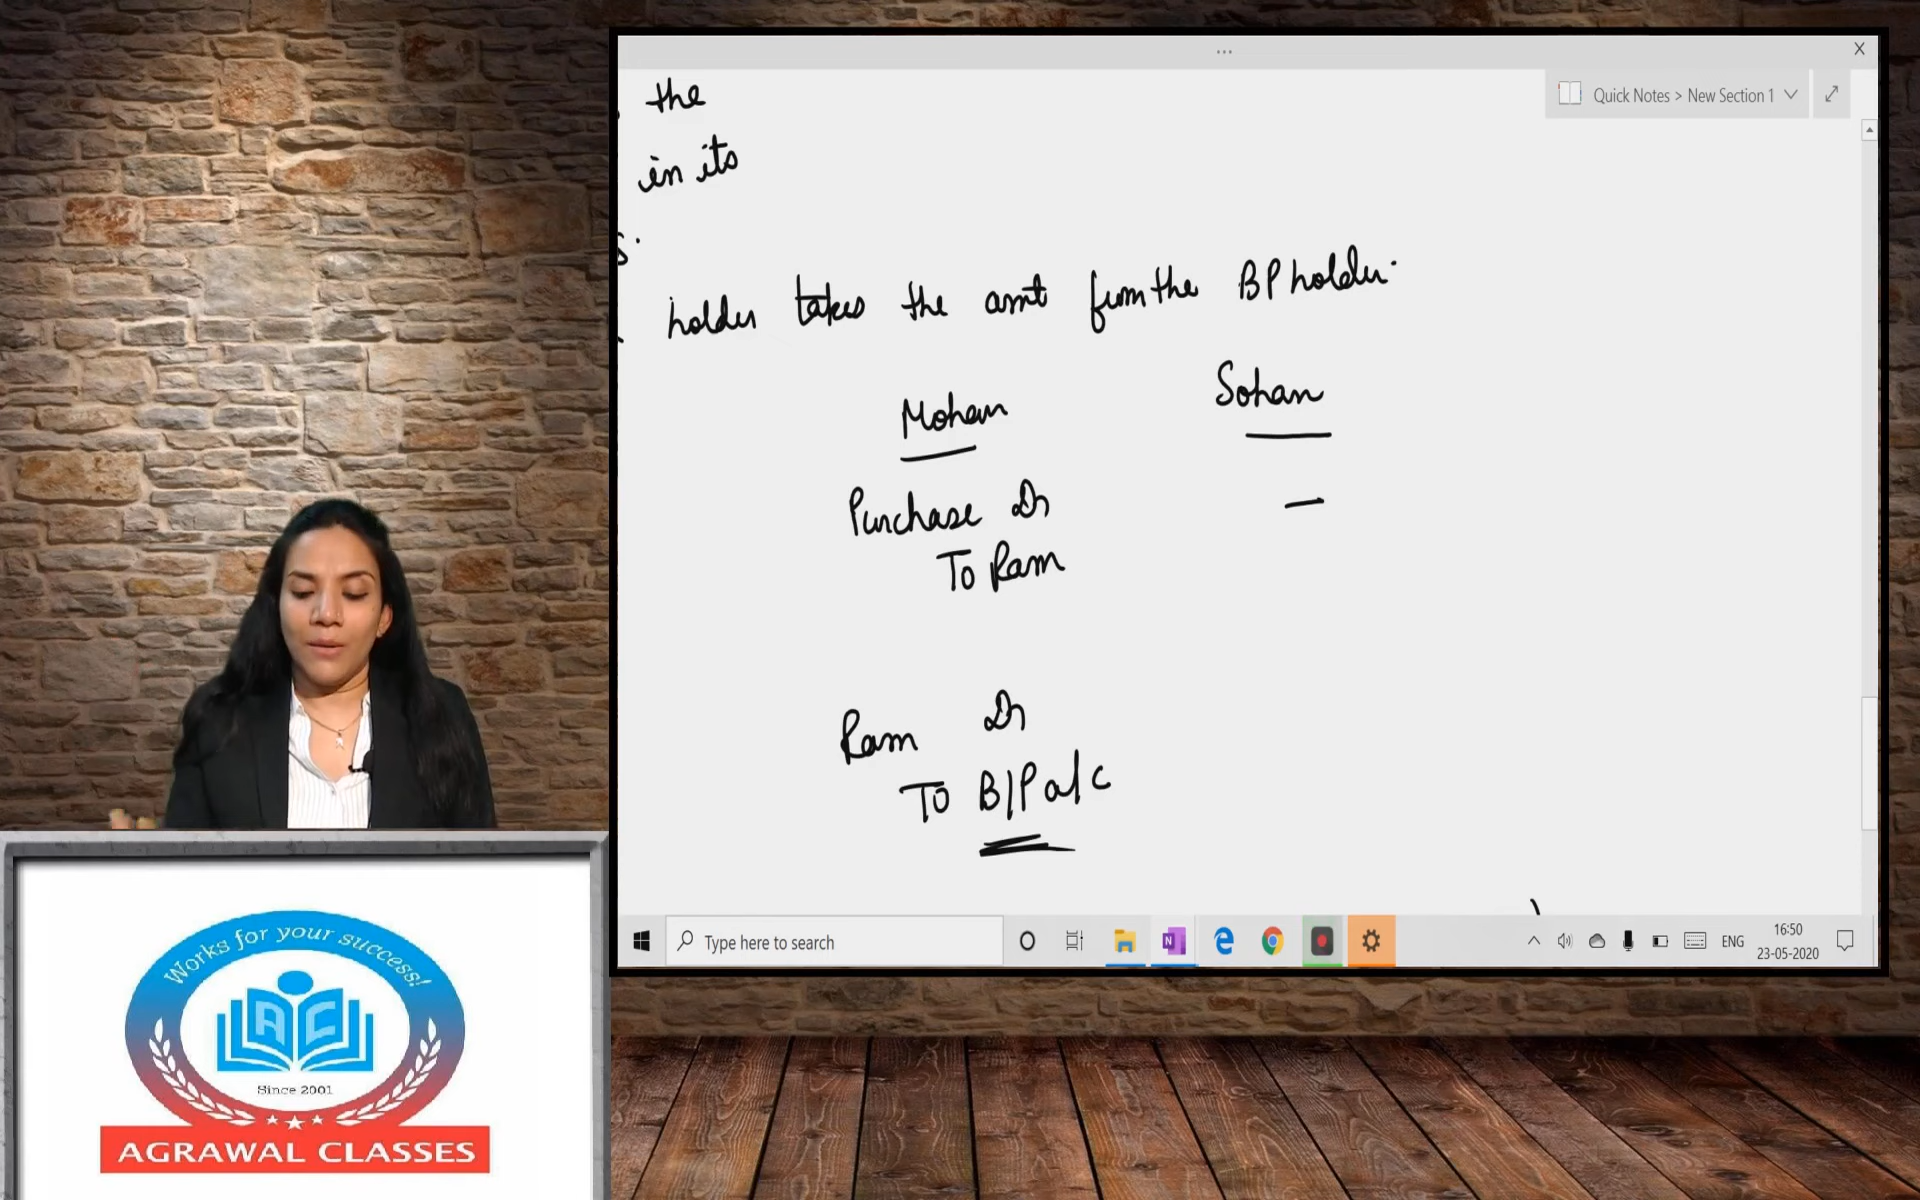 ...
X
Quick Notes > New Section 1
the
in its
s.
holder takes the amt from the BP holder.
Mohan
Sohan
Purchase Dr
—
To Ram
Ram Dr
To B/P a/c
Type here to search
N
ENG
16:50
23-05-2020
Works for your success!
AC
Since 2001
AGRAWAL CLASSES